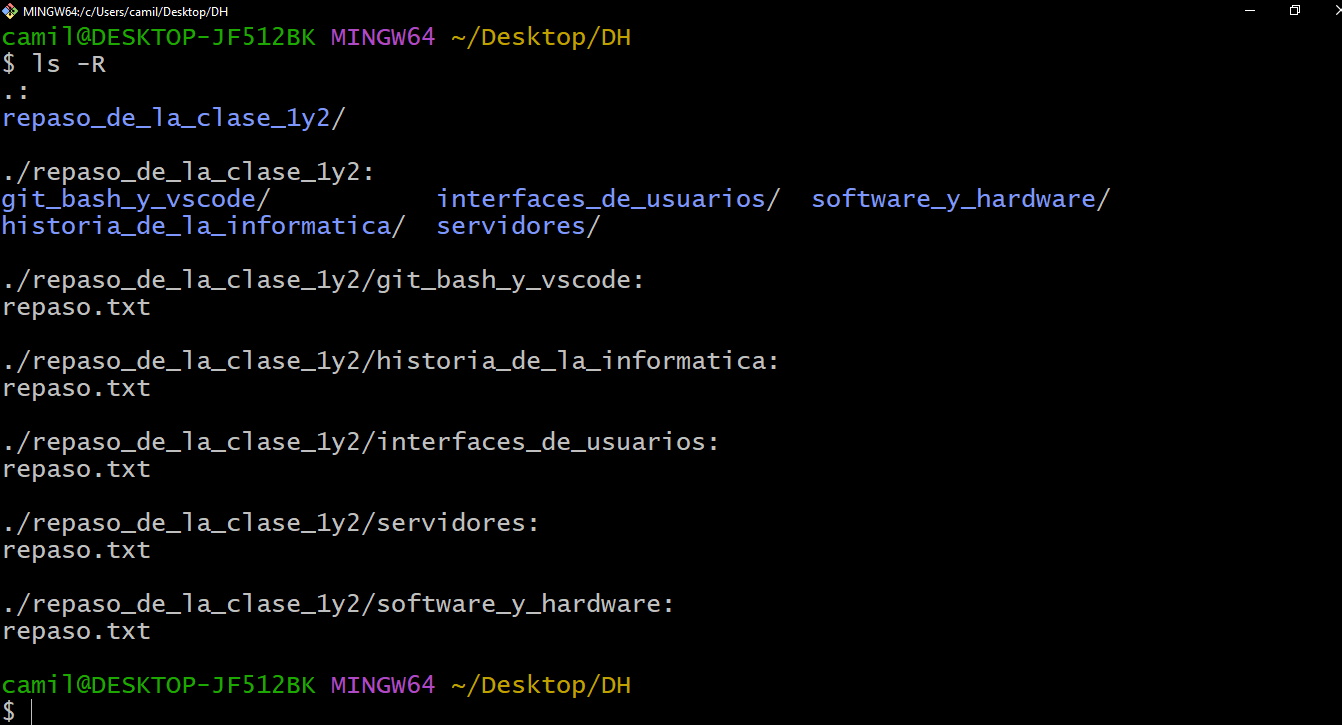 MINGW64:/c/Users/camil/Desktop/DH
camil@DESKTOP-JF512BK MINGW64 ~/Desktop/DH
$ ls -R
.:
repaso_de_la_clase_1y2/

./repaso_de_la_clase_1y2:
git_bash_y_vscode/           interfaces_de_usuarios/  software_y_hardware/
historia_de_la_informatica/  servidores/

./repaso_de_la_clase_1y2/git_bash_y_vscode:
repaso.txt

./repaso_de_la_clase_1y2/historia_de_la_informatica:
repaso.txt

./repaso_de_la_clase_1y2/interfaces_de_usuarios:
repaso.txt

./repaso_de_la_clase_1y2/servidores:
repaso.txt

./repaso_de_la_clase_1y2/software_y_hardware:
repaso.txt

camil@DESKTOP-JF512BK MINGW64 ~/Desktop/DH
$